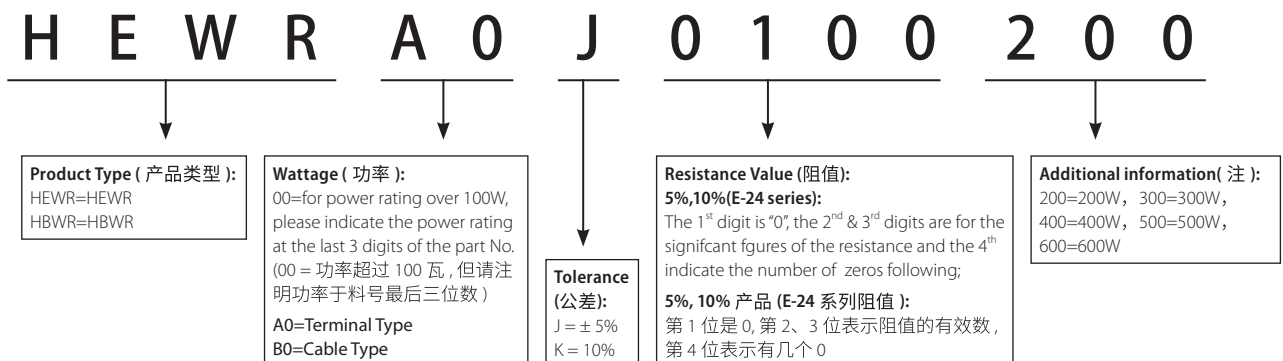 H E W R A 0 J 0 1 0 0 2 0 0
Product Type ( 产品类型 ):
HEWR=HEWR
HBWR=HBWR
Wattage ( 功率 ):
00=for power rating over 100W,
please indicate the power rating
at the last 3 digits of the part No.
(00 = 功率超过 100 瓦 , 但请注
明功率于料号最后三位数 )
A0=Terminal Type
B0=Cable Type
Tolerance
(公差):
J = ± 5%
K = 10%
Resistance Value (阻值):
5%,10%(E-24 series):
The 1st digit is “0”, the 2nd & 3rd digits are for the
signifcant fgures of the resistance and the 4th
indicate the number of zeros following;
5%, 10% 产品 (E-24 系列阻值 ):
第 1 位是 0, 第 2、3 位表示阻值的有效数 ,
第 4 位表示有几个 0
Additional information( 注 ):
200=200W，300=300W，
400=400W，500=500W，
600=600W